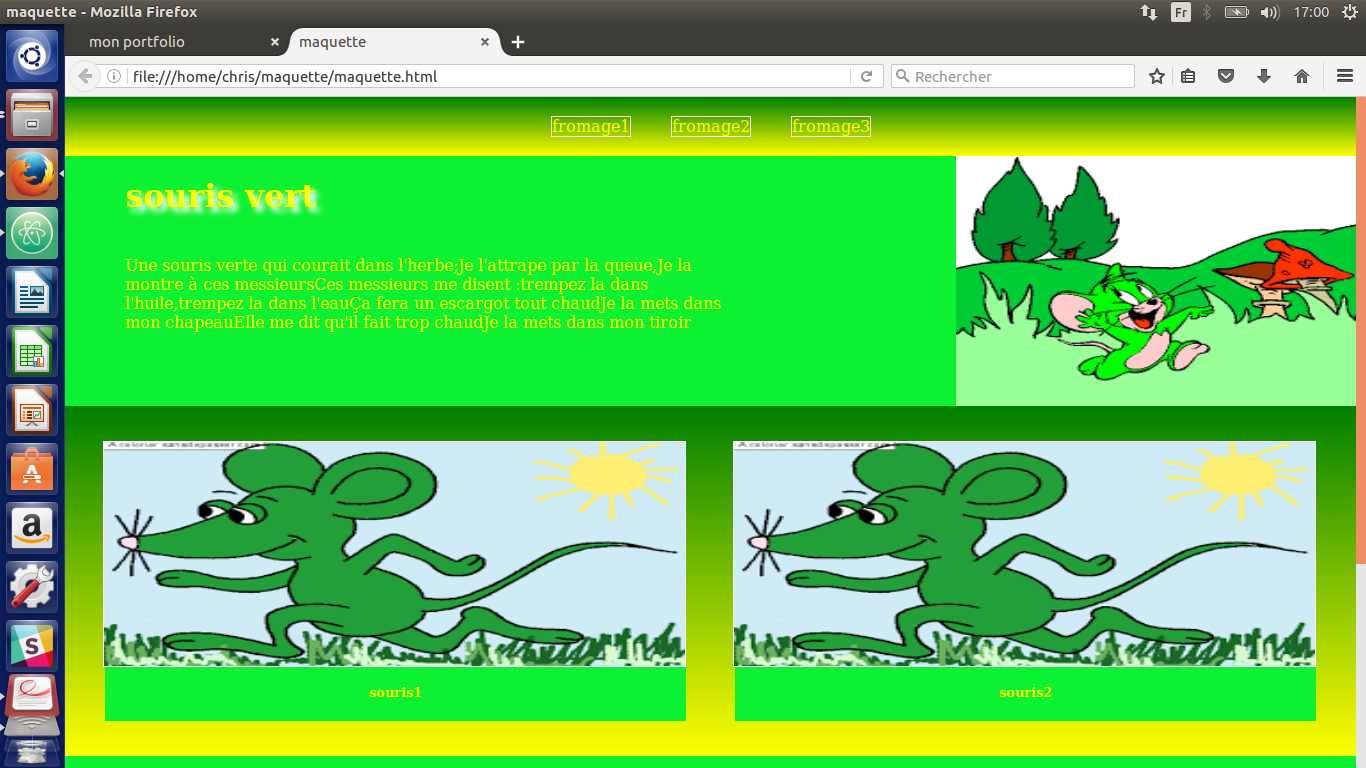 maquette - Mozilla Firefox
Fr
17:00
mon portfolio
maquette
file:///home/chris/maquette/maquette.html
Rechercher
fromage1
fromage2
fromage3
souris vert
Une souris verte qui courait dans l'herbe;Je l'attrape par la queue,Je la
montre à ces messieursCes messieurs me disent :trempez la dans
l'huile,trempez la dans l'eauÇa fera un escargot tout chaudJe la mets dans
mon chapeauElle me dit qu'il fait trop chaudJe la mets dans mon tiroir
souris1
souris2